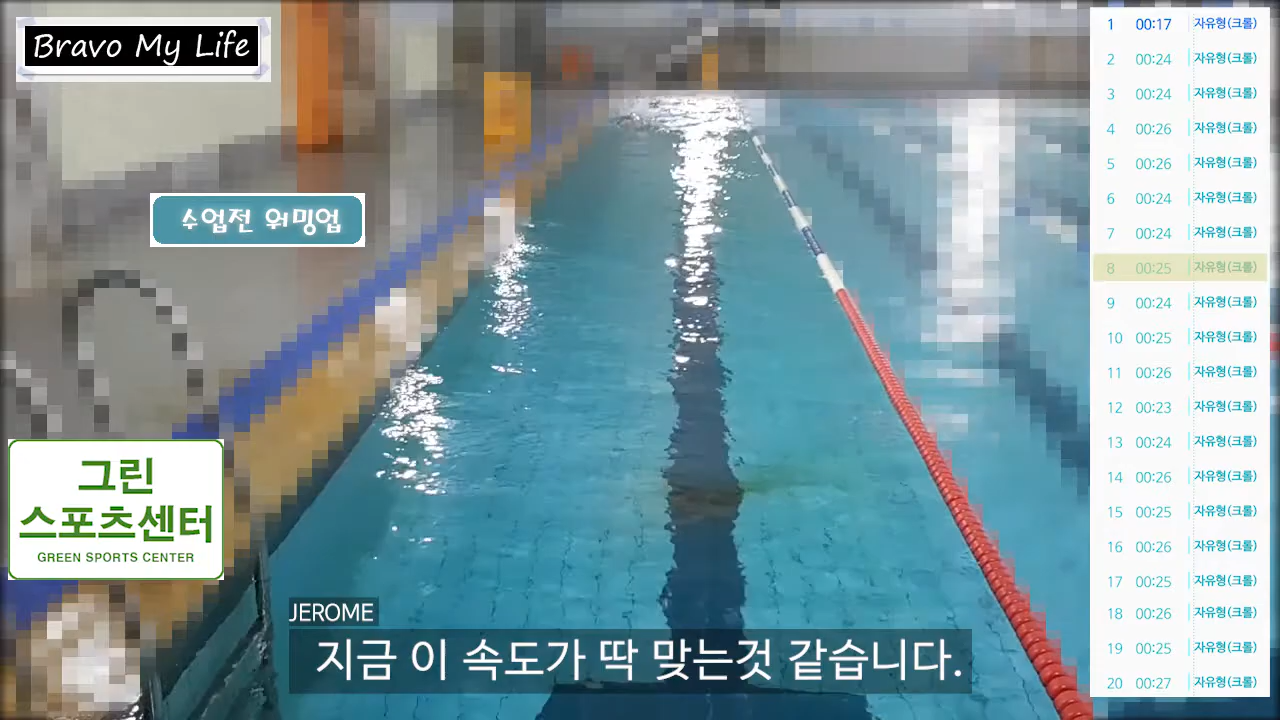 Bravo My Life
수업전 워밍업
그린
스포츠센터
GREEN SPORTS CENTER
JEROME
지금 이 속도가 딱 맞는것 같습니다.
1 00:17 자유형(크롤)
2 00:24 자유형(크롤)
3 00:24 자유형(크롤)
4 00:26 자유형(크롤)
5 00:26 자유형(크롤)
6 00:24 자유형(크롤)
7 00:24 자유형(크롤)
8 00:25 자유형(크롤)
9 00:24 자유형(크롤)
10 00:25 자유형(크롤)
11 00:26 자유형(크롤)
12 00:23 자유형(크롤)
13 00:24 자유형(크롤)
14 00:26 자유형(크롤)
15 00:25 자유형(크롤)
16 00:26 자유형(크롤)
17 00:25 자유형(크롤)
18 00:26 자유형(크롤)
19 00:25 자유형(크롤)
20 00:27 자유형(크롤)